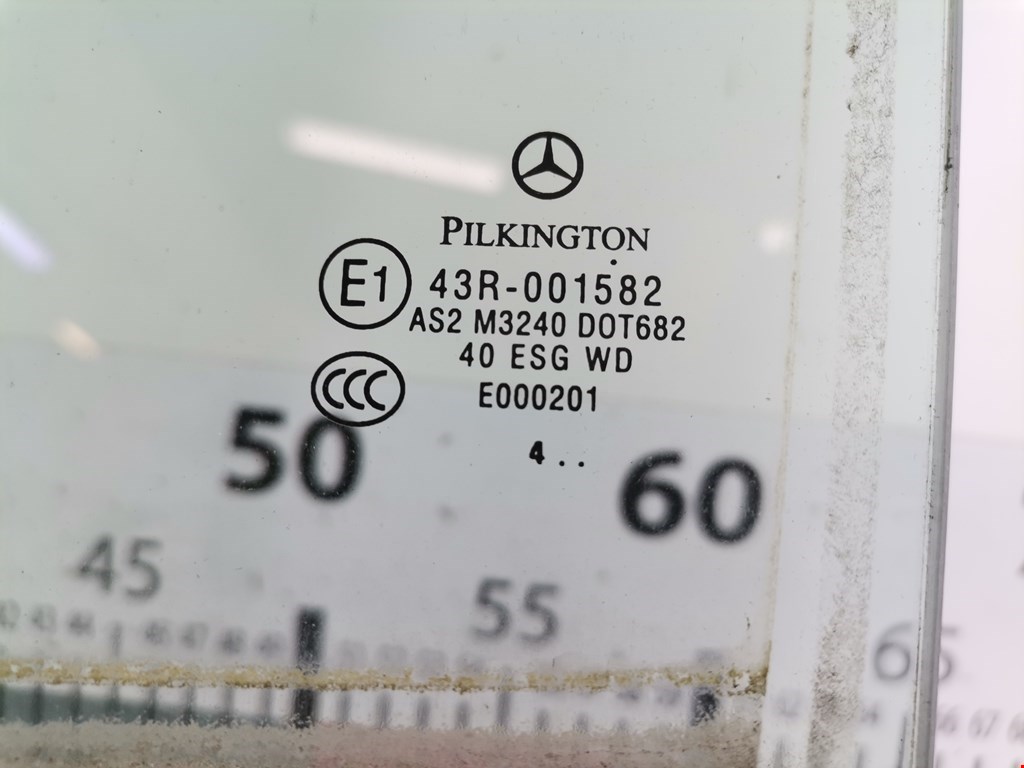 PILKINGTON
E1 43R-001582
AS2 M3240 DOT682
40 ESG WD
CCC E000201
4 . .
50 60
45 55 65